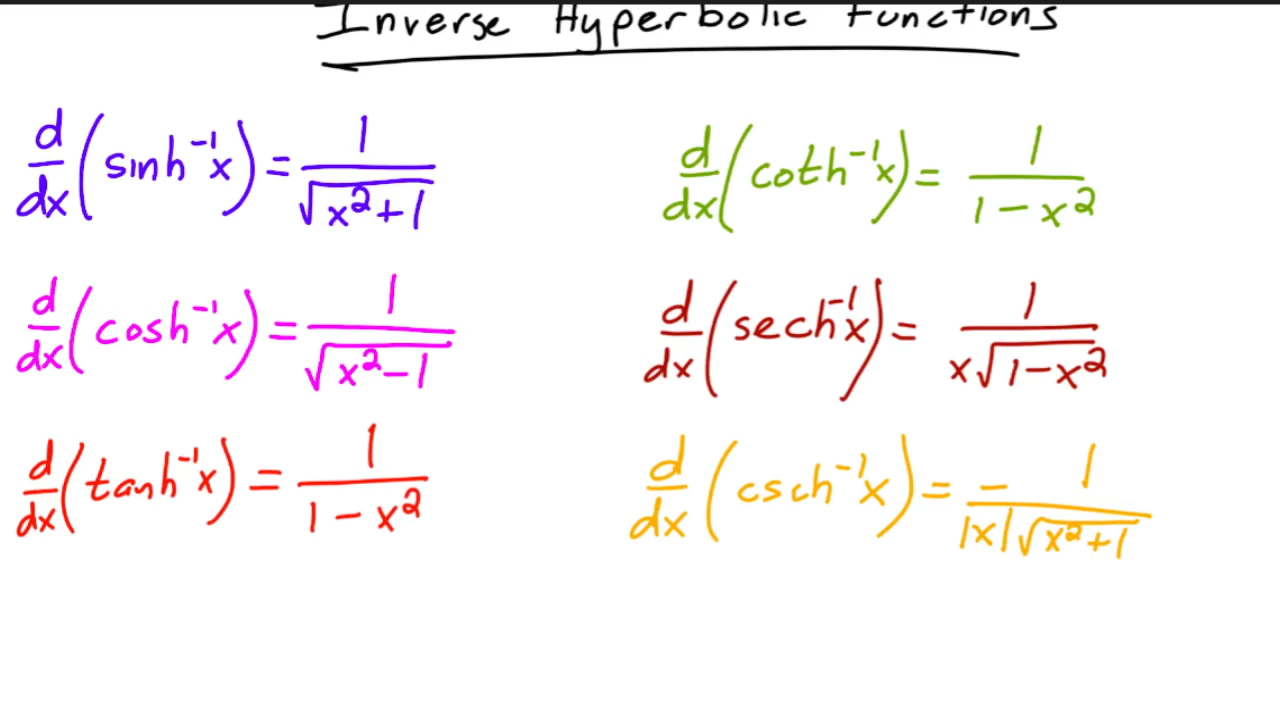 Inverse Hyperbolic Functions
d/dx (sinh⁻¹x) = 1/√(x²+1)
d/dx (cosh⁻¹x) = 1/√(x²−1)
d/dx (tanh⁻¹x) = 1/(1−x²)
d/dx (coth⁻¹x) = 1/(1−x²)
d/dx (sech⁻¹x) = 1/(x√(1−x²))
d/dx (csch⁻¹x) = −1/(|x|√(x²+1))